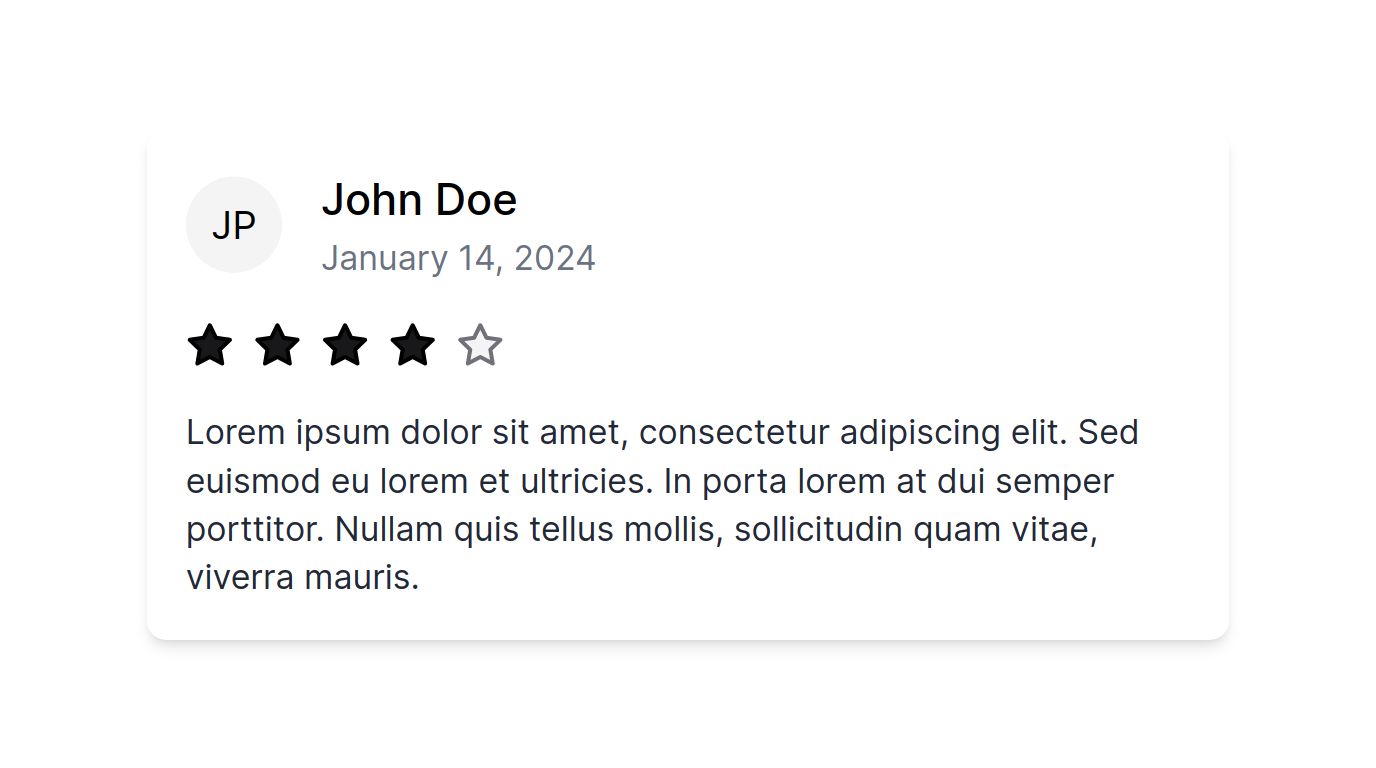 JP
John Doe
January 14, 2024
Lorem ipsum dolor sit amet, consectetur adipiscing elit. Sed
euismod eu lorem et ultricies. In porta lorem at dui semper
porttitor. Nullam quis tellus mollis, sollicitudin quam vitae,
viverra mauris.